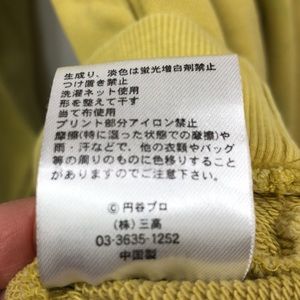 生成り、淡色は蛍光増白剤禁止
つけ置き禁止
洗濯ネット使用
形を整えて干す
当て布使用
プリント部分アイロン禁止
摩擦(特に湿った状態での摩擦)や
雨・汗などで、他の衣類やバッグ
等の周りのものに色移りすることが
ありますのでご注意下さい。
© 円谷プロ
(株)三高
03-3635-1252
中国製